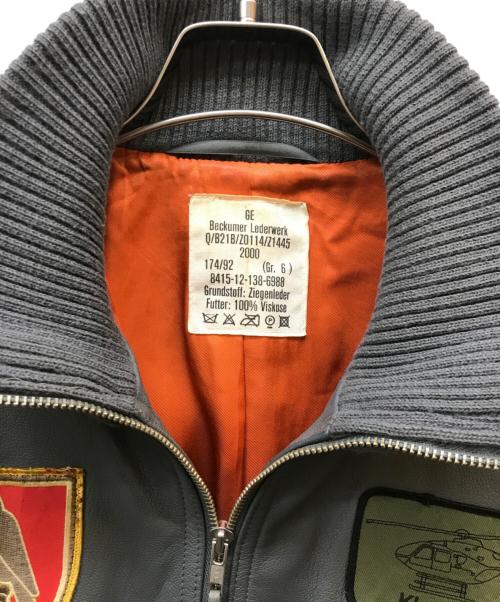 GE
Beckumer Lederwerk
Q/B21B/Z0114/Z1445
2000
174/92 (Gr. 6 )
8415-12-138-6988
Grundstoff: Ziegenleder
Futter: 100% Viskose